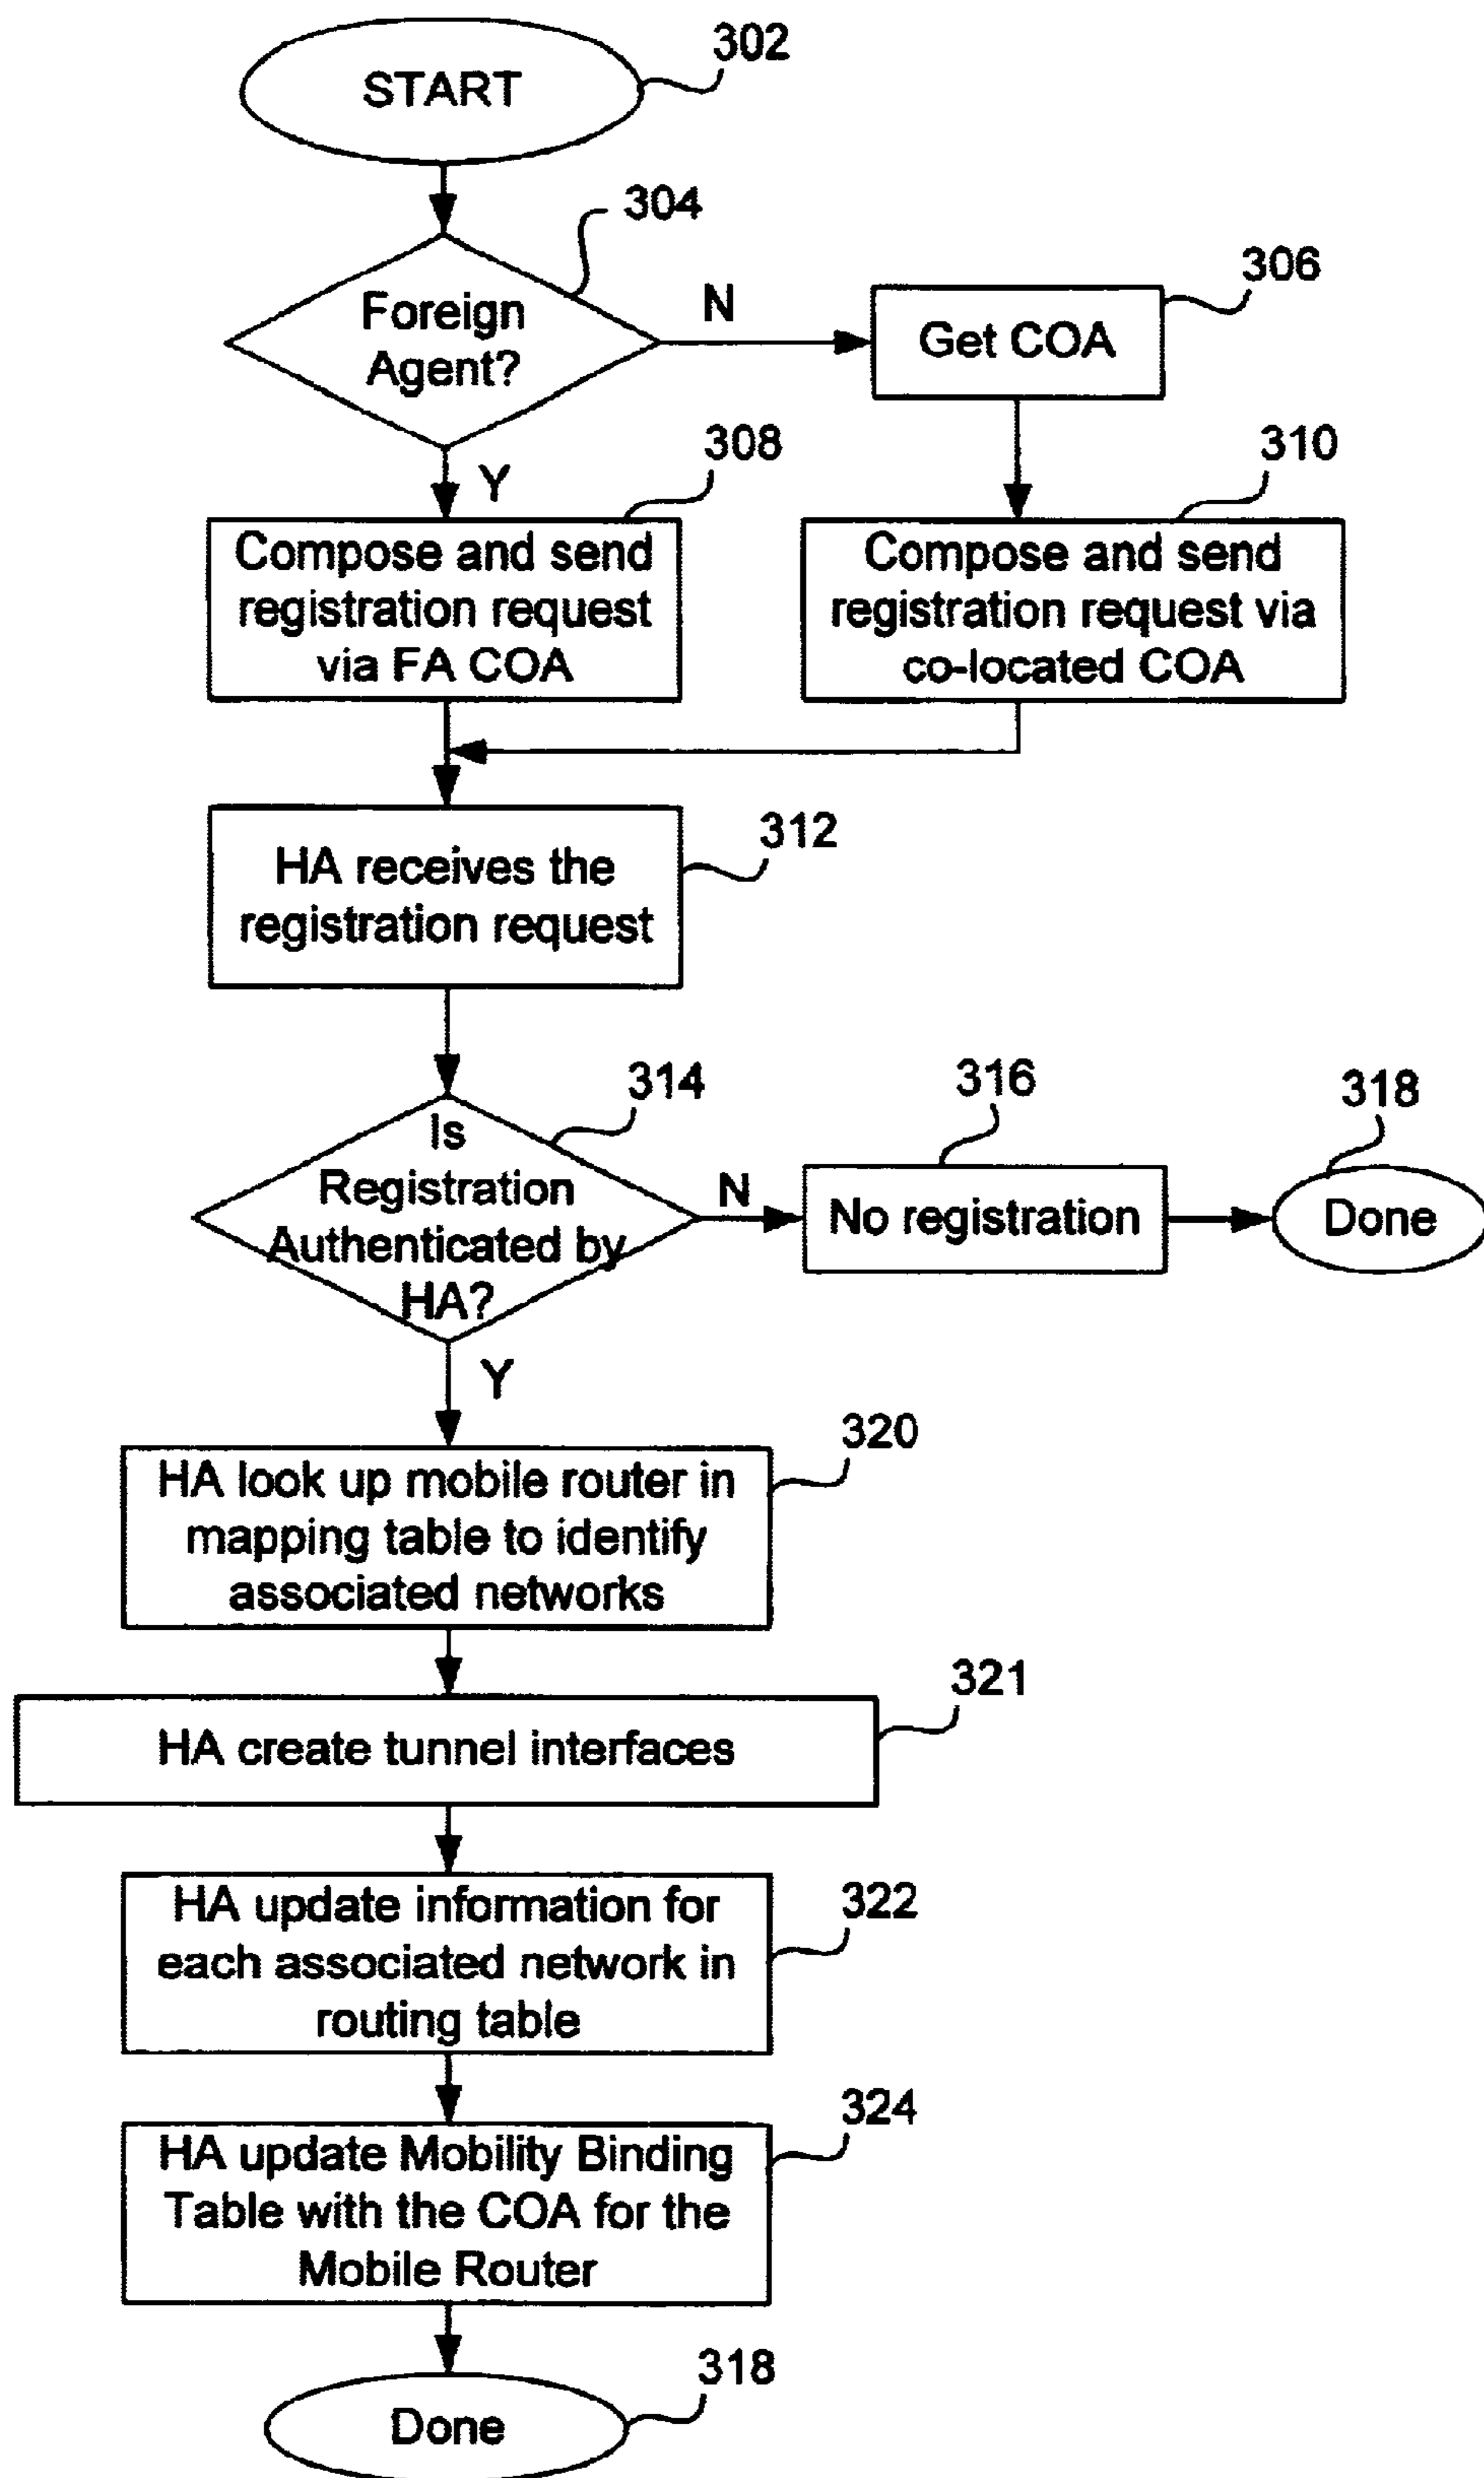 302
START
304
Foreign
Agent?
N
306
Get COA
Y
308
Compose and send
registration request
via FA COA
310
Compose and send
registration request via
co-located COA
312
HA receives the
registration request
314
Is
Registration
Authenticated by
HA?
N
316
No registration
318
Done
Y
320
HA look up mobile router in
mapping table to identify
associated networks
321
HA create tunnel interfaces
322
HA update information for
each associated network in
routing table
324
HA update Mobility Binding
Table with the COA for the
Mobile Router
318
Done